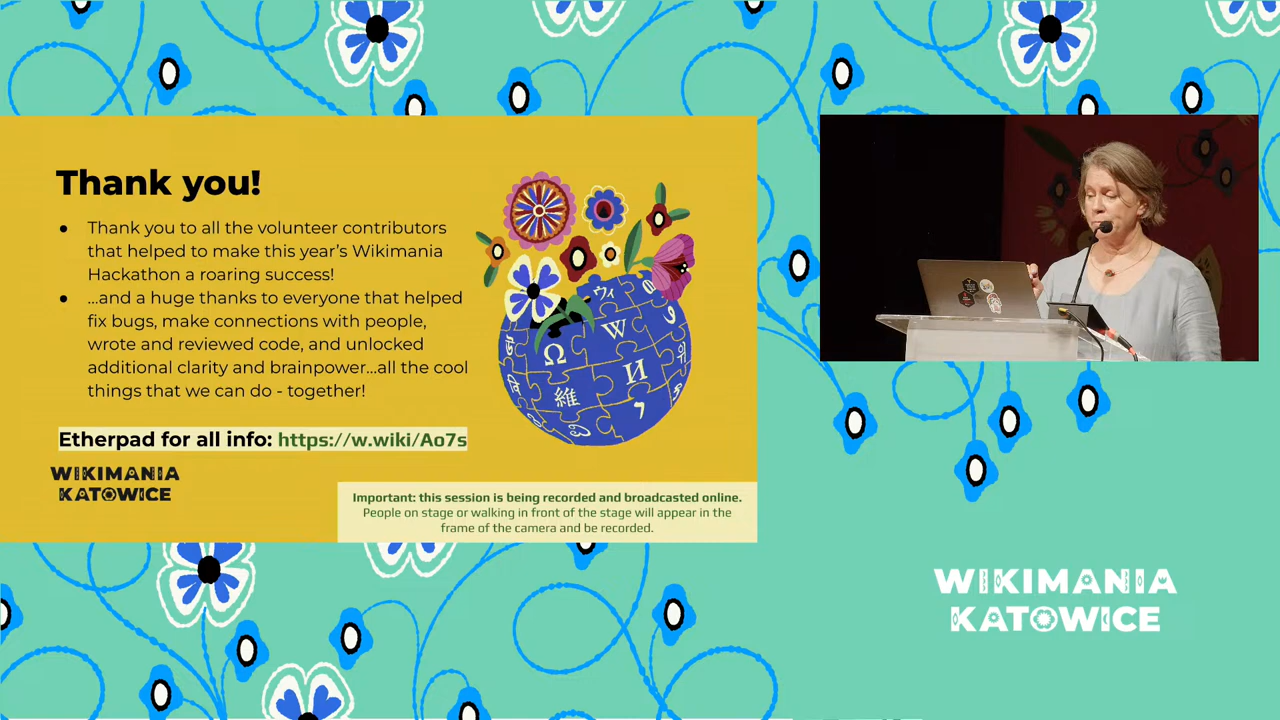 Thank you!
● Thank you to all the volunteer contributors
that helped to make this year's Wikimania
Hackathon a roaring success!
● ...and a huge thanks to everyone that helped
fix bugs, make connections with people,
wrote and reviewed code, and unlocked
additional clarity and brainpower...all the cool
things that we can do - together!
Etherpad for all info: https://w.wiki/Ao7s
WIKIMANIA
KATOWICE
Important: this session is being recorded and broadcasted online.
People on stage or walking in front of the stage will appear in the
frame of the camera and be recorded.
ウィ
W
Ω
И
維
WIKIMANIA
KATOWICE